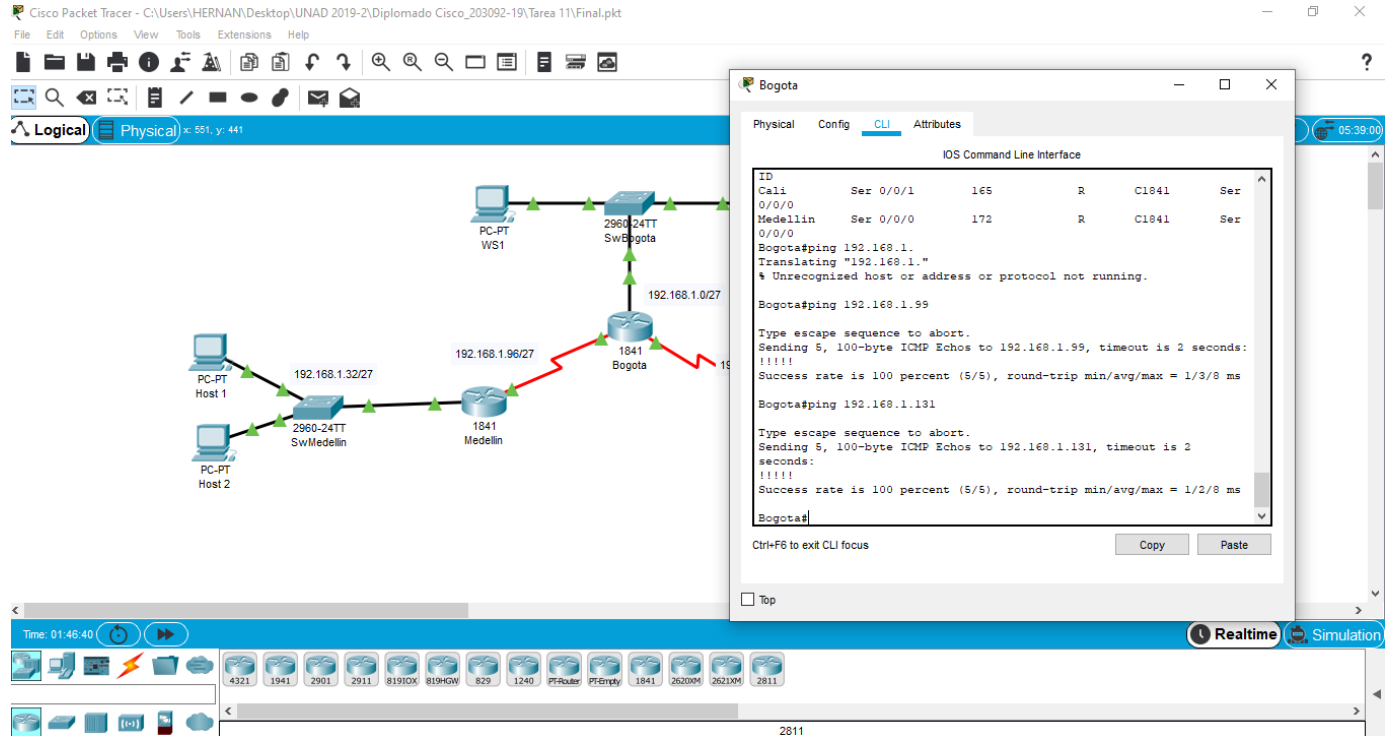 Cisco Packet Tracer - C:\Users\HERNAN\Desktop\UNAD 2019-2\Diplomado Cisco_203092-19\Tarea 11\Final.pkt
File Edit Options View Tools Extensions Help
?
Logical Physical x: 551, y: 441
05:39:00
PC-PT
WS1
2960-24TT
SwBogota
192.168.1.0/27
1841
Bogota
19
192.168.1.96/27
PC-PT
Host 1
192.168.1.32/27
2960-24TT
SwMedellin
1841
Medellin
PC-PT
Host 2
Bogota
Physical Config CLI Attributes
IOS Command Line Interface
ID
Cali Ser 0/0/1 165 R C1841 Ser
0/0/0
Medellin Ser 0/0/0 172 R C1841 Ser
0/0/0
Bogota#ping 192.168.1.
Translating "192.168.1."
% Unrecognized host or address or protocol not running.
Bogota#ping 192.168.1.99
Type escape sequence to abort.
Sending 5, 100-byte ICMP Echos to 192.168.1.99, timeout is 2 seconds:
!!!!!
Success rate is 100 percent (5/5), round-trip min/avg/max = 1/3/8 ms
Bogota#ping 192.168.1.131
Type escape sequence to abort.
Sending 5, 100-byte ICMP Echos to 192.168.1.131, timeout is 2
seconds:
!!!!!
Success rate is 100 percent (5/5), round-trip min/avg/max = 1/2/8 ms
Bogota#
Ctrl+F6 to exit CLI focus
Copy Paste
Top
Time: 01:46:40
Realtime Simulation
4321 1941 2901 2911 819IOX 819HGW 829 1240 PT-Router PT-Empty 1841 2620XM 2621XM 2811
2811